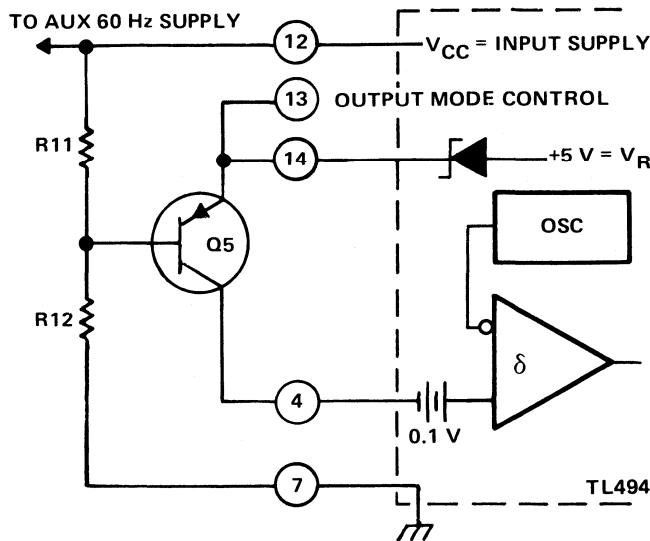 TO AUX 60 Hz SUPPLY
12
VCC = INPUT SUPPLY
13
OUTPUT MODE CONTROL
R11
14
+5 V = VR
Q5
OSC
R12
δ
4
0.1 V
7
TL494